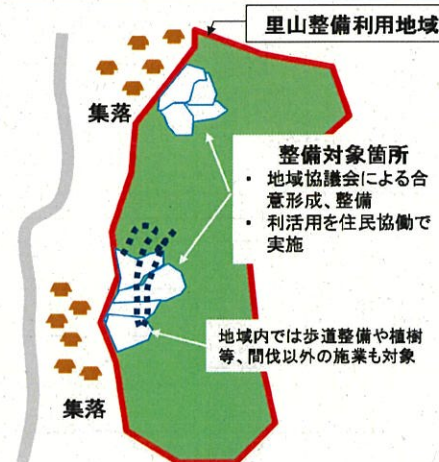 里山整備利用地域
集落
整備対象箇所
・ 地域協議会による合
意形成、整備
・ 利活用を住民協働で
実施
地域内では歩道整備や植樹
等、間伐以外の施業も対象
集落